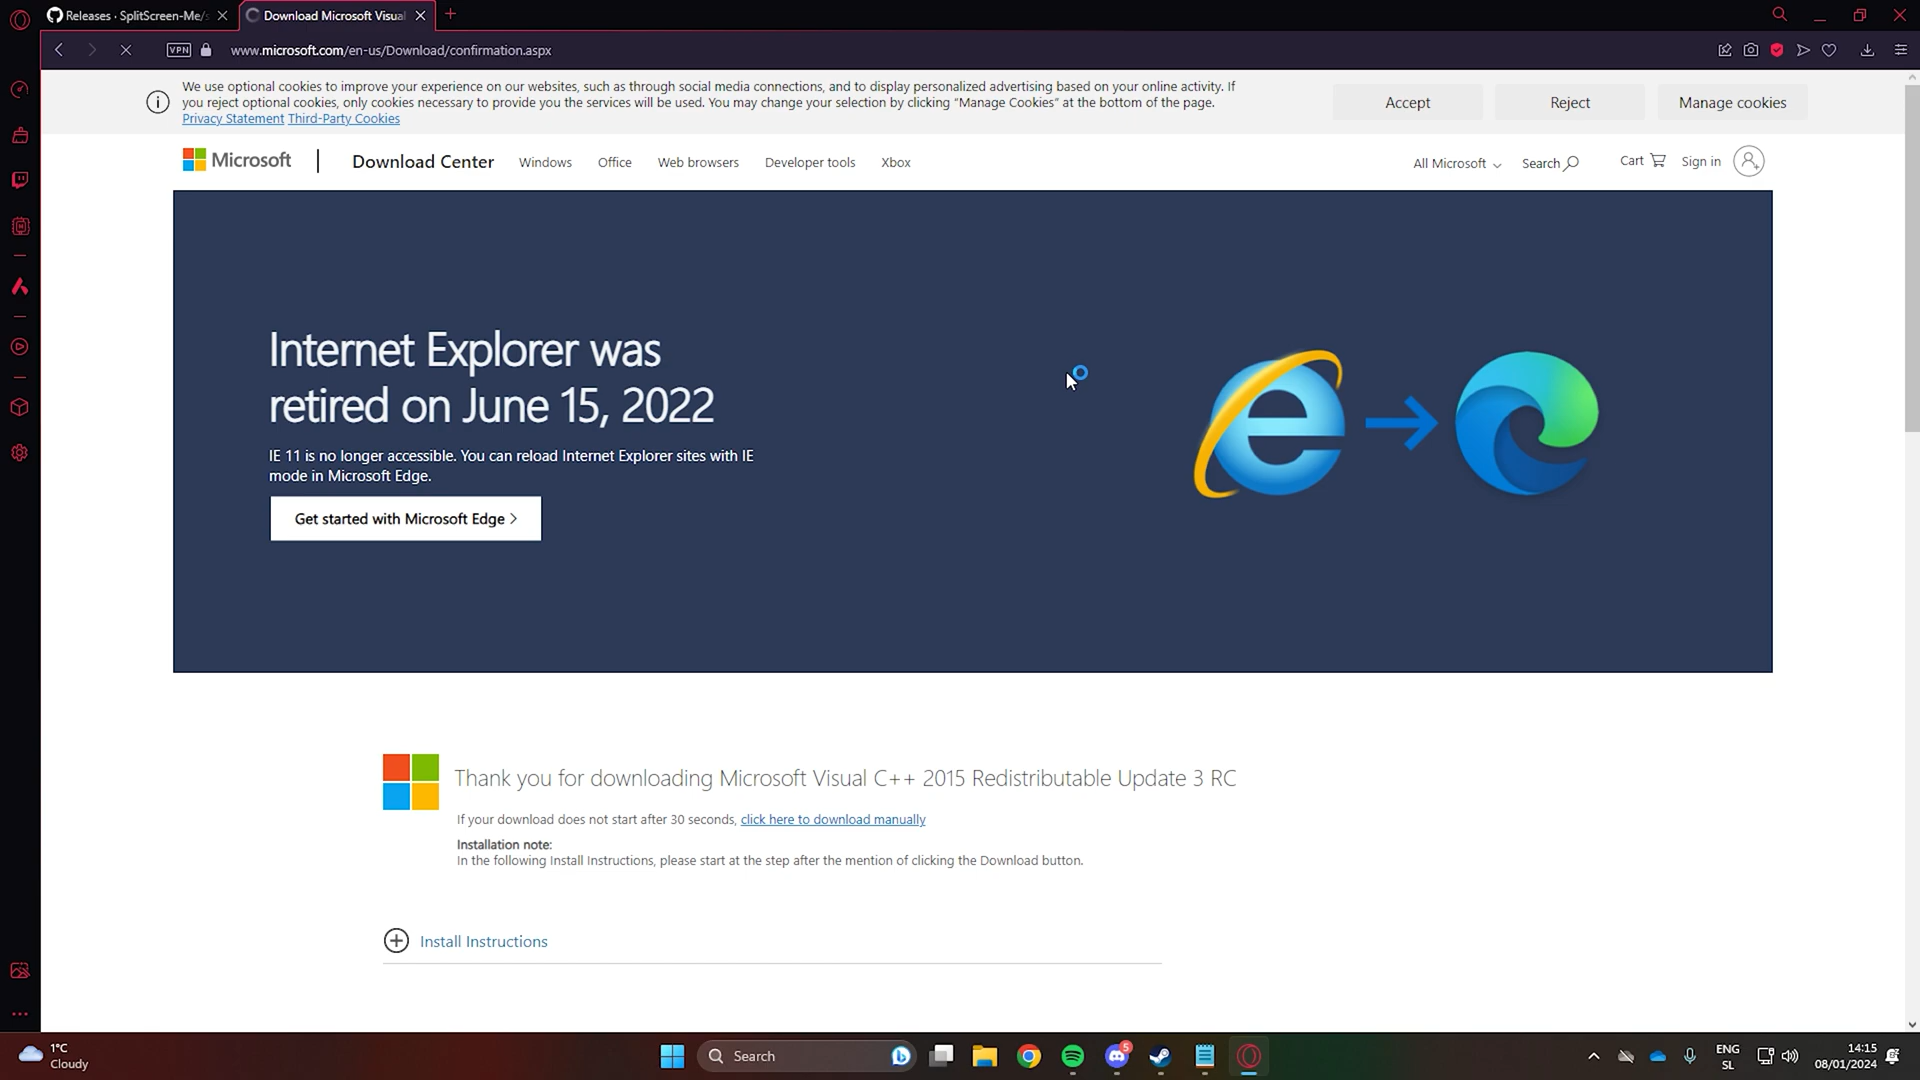 Releases · SplitScreen-Me/s
Download Microsoft Visual
VPN
www.microsoft.com/en-us/Download/confirmation.aspx
We use optional cookies to improve your experience on our websites, such as through social media connections, and to display personalized advertising based on your online activity. If
you reject optional cookies, only cookies necessary to provide you the services will be used. You may change your selection by clicking “Manage Cookies” at the bottom of the page.
Privacy Statement Third-Party Cookies
Accept
Reject
Manage cookies
Microsoft
Download Center
Windows
Office
Web browsers
Developer tools
Xbox
All Microsoft
Search
Cart
Sign in
Internet Explorer was
retired on June 15, 2022
IE 11 is no longer accessible. You can reload Internet Explorer sites with IE
mode in Microsoft Edge.
Get started with Microsoft Edge >
Thank you for downloading Microsoft Visual C++ 2015 Redistributable Update 3 RC
If your download does not start after 30 seconds, click here to download manually
Installation note:
In the following Install Instructions, please start at the step after the mention of clicking the Download button.
Install Instructions
1°C
Cloudy
Search
5
ENG
SL
14:15
08/01/2024